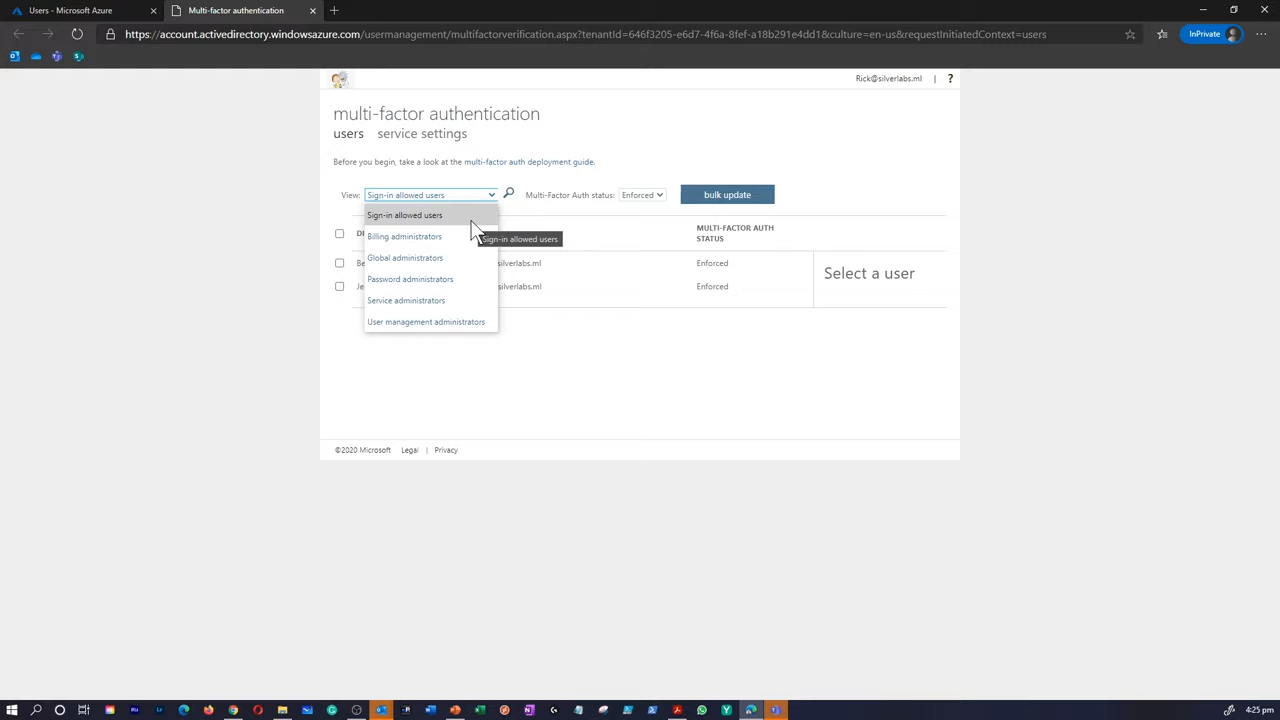 Users - Microsoft Azure
Multi-factor authentication
https://account.activedirectory.windowsazure.com/usermanagement/multifactorverification.aspx?tenantId=646f3205-e6d7-4f6a-8fef-a18b291e4dd1&culture=en-us&requestInitiatedContext=users
InPrivate
Rick@silverlabs.ml | ?
multi-factor authentication
users service settings
Before you begin, take a look at the multi-factor auth deployment guide.
View: Sign-in allowed users Multi-Factor Auth status: Enforced bulk update
Sign-in allowed users
Billing administrators
Global administrators
Password administrators
Service administrators
User management administrators
Sign-in allowed users
MULTI-FACTOR AUTH
STATUS
silverlabs.ml Enforced
silverlabs.ml Enforced
Select a user
©2020 Microsoft Legal | Privacy
4:25 pm